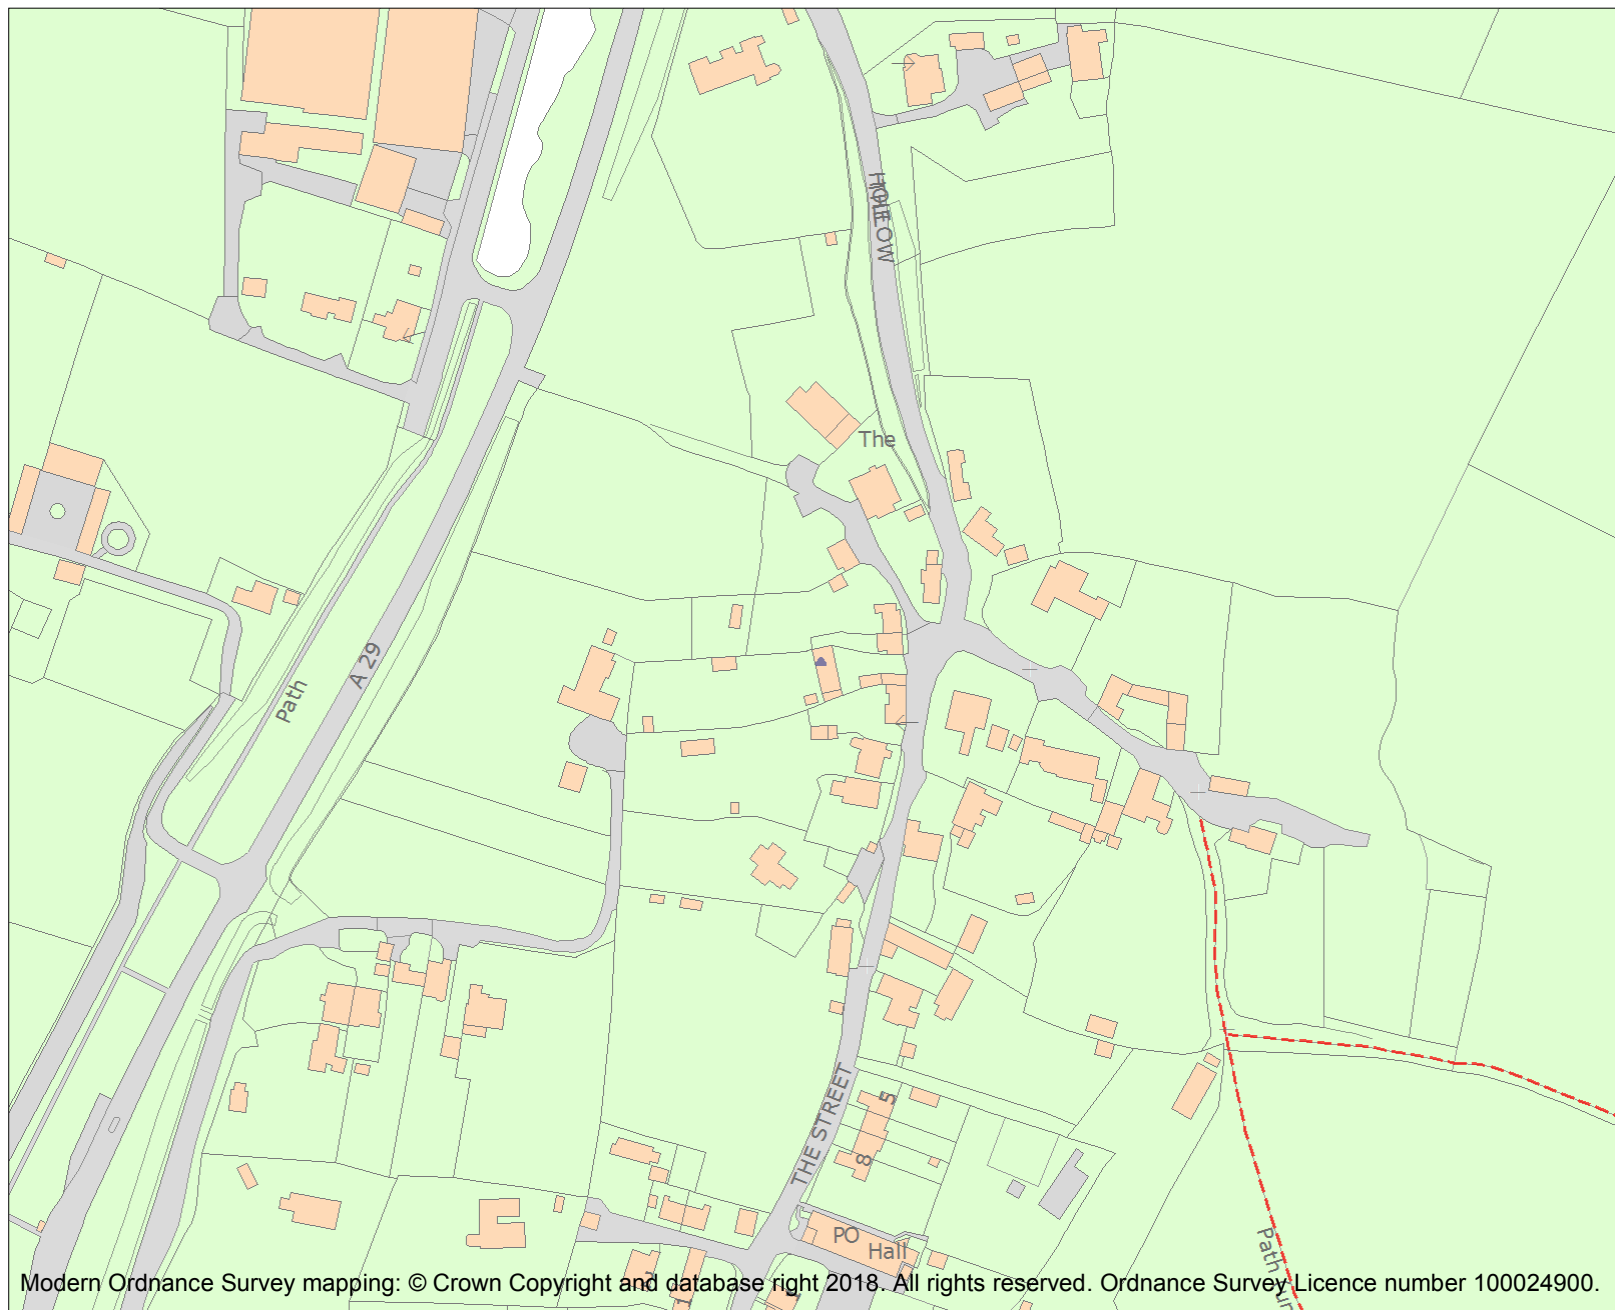 HOLLOW
The
A 29
Path
THE STREET
5
8
PO
Hall
Path
Modern Ordnance Survey mapping: © Crown Copyright and database right 2018. All rights reserved. Ordnance Survey Licence number 100024900.